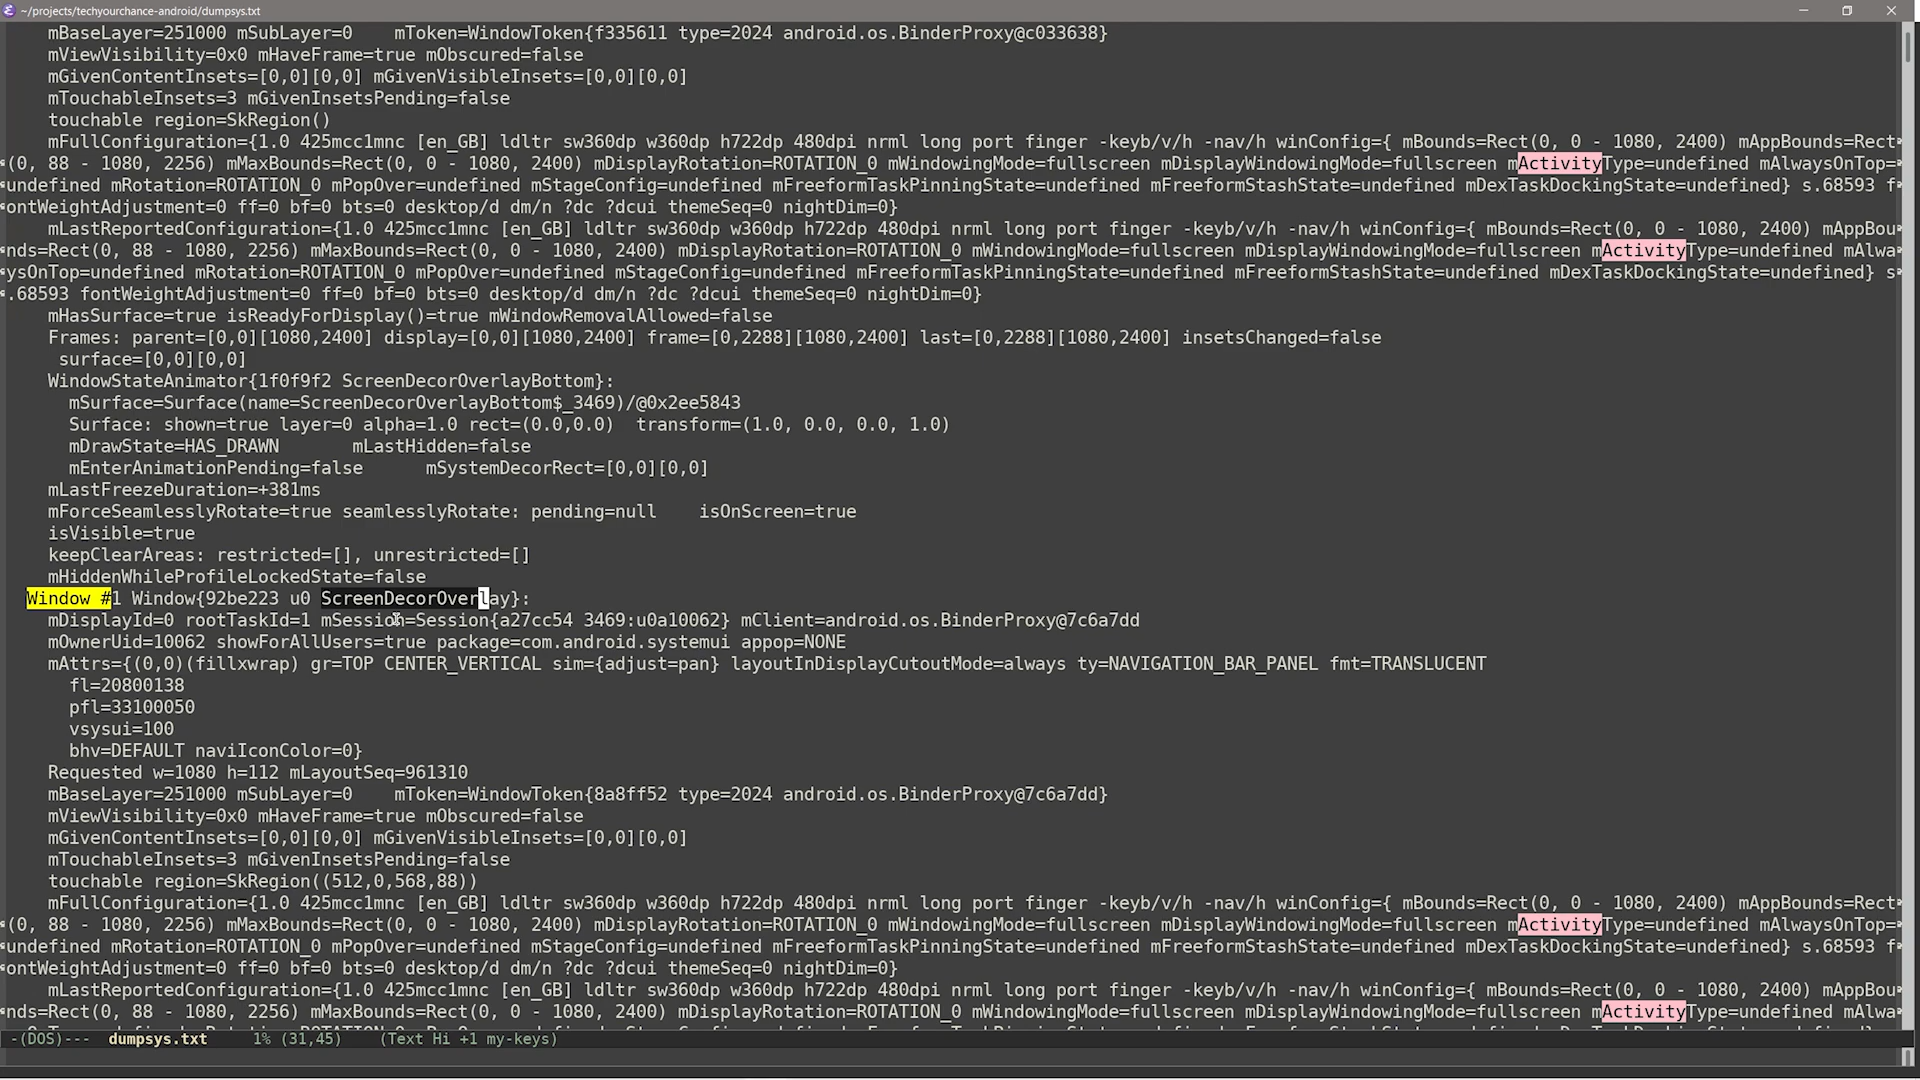 ~/projects/techyourchance-android/dumpsys.txt
mBaseLayer=251000 mSubLayer=0    mToken=WindowToken{f335611 type=2024 android.os.BinderProxy@c033638}
mViewVisibility=0x0 mHaveFrame=true mObscured=false
mGivenContentInsets=[0,0][0,0] mGivenVisibleInsets=[0,0][0,0]
mTouchableInsets=3 mGivenInsetsPending=false
touchable region=SkRegion()
mFullConfiguration={1.0 425mcc1mnc [en_GB] ldltr sw360dp w360dp h722dp 480dpi nrml long port finger -keyb/v/h -nav/h winConfig={ mBounds=Rect(0, 0 - 1080, 2400) mAppBounds=Rect
(0, 88 - 1080, 2256) mMaxBounds=Rect(0, 0 - 1080, 2400) mDisplayRotation=ROTATION_0 mWindowingMode=fullscreen mDisplayWindowingMode=fullscreen mActivityType=undefined mAlwaysOnTop=
undefined mRotation=ROTATION_0 mPopOver=undefined mStageConfig=undefined mFreeformTaskPinningState=undefined mFreeformStashState=undefined mDexTaskDockingState=undefined} s.68593 f
ontWeightAdjustment=0 ff=0 bf=0 bts=0 desktop/d dm/n ?dc ?dcui themeSeq=0 nightDim=0}
mLastReportedConfiguration={1.0 425mcc1mnc [en_GB] ldltr sw360dp w360dp h722dp 480dpi nrml long port finger -keyb/v/h -nav/h winConfig={ mBounds=Rect(0, 0 - 1080, 2400) mAppBou
nds=Rect(0, 88 - 1080, 2256) mMaxBounds=Rect(0, 0 - 1080, 2400) mDisplayRotation=ROTATION_0 mWindowingMode=fullscreen mDisplayWindowingMode=fullscreen mActivityType=undefined mAlwa
ysOnTop=undefined mRotation=ROTATION_0 mPopOver=undefined mStageConfig=undefined mFreeformTaskPinningState=undefined mFreeformStashState=undefined mDexTaskDockingState=undefined} s
.68593 fontWeightAdjustment=0 ff=0 bf=0 bts=0 desktop/d dm/n ?dc ?dcui themeSeq=0 nightDim=0}
mHasSurface=true isReadyForDisplay()=true mWindowRemovalAllowed=false
Frames: parent=[0,0][1080,2400] display=[0,0][1080,2400] frame=[0,2288][1080,2400] last=[0,2288][1080,2400] insetsChanged=false
surface=[0,0][0,0]
WindowStateAnimator{1f0f9f2 ScreenDecorOverlayBottom}:
mSurface=Surface(name=ScreenDecorOverlayBottom$_3469)/@0x2ee5843
Surface: shown=true layer=0 alpha=1.0 rect=(0.0,0.0)  transform=(1.0, 0.0, 0.0, 1.0)
mDrawState=HAS_DRAWN       mLastHidden=false
mEnterAnimationPending=false      mSystemDecorRect=[0,0][0,0]
mLastFreezeDuration=+381ms
mForceSeamlesslyRotate=true seamlesslyRotate: pending=null    isOnScreen=true
isVisible=true
keepClearAreas: restricted=[], unrestricted=[]
mHiddenWhileProfileLockedState=false
Window #1 Window{92be223 u0 ScreenDecorOverlay}:
mDisplayId=0 rootTaskId=1 mSession=Session{a27cc54 3469:u0a10062} mClient=android.os.BinderProxy@7c6a7dd
mOwnerUid=10062 showForAllUsers=true package=com.android.systemui appop=NONE
mAttrs={(0,0)(fillxwrap) gr=TOP CENTER_VERTICAL sim={adjust=pan} layoutInDisplayCutoutMode=always ty=NAVIGATION_BAR_PANEL fmt=TRANSLUCENT
fl=20800138
pfl=33100050
vsysui=100
bhv=DEFAULT naviIconColor=0}
Requested w=1080 h=112 mLayoutSeq=961310
mBaseLayer=251000 mSubLayer=0    mToken=WindowToken{8a8ff52 type=2024 android.os.BinderProxy@7c6a7dd}
mViewVisibility=0x0 mHaveFrame=true mObscured=false
mGivenContentInsets=[0,0][0,0] mGivenVisibleInsets=[0,0][0,0]
mTouchableInsets=3 mGivenInsetsPending=false
touchable region=SkRegion((512,0,568,88))
mFullConfiguration={1.0 425mcc1mnc [en_GB] ldltr sw360dp w360dp h722dp 480dpi nrml long port finger -keyb/v/h -nav/h winConfig={ mBounds=Rect(0, 0 - 1080, 2400) mAppBounds=Rect
(0, 88 - 1080, 2256) mMaxBounds=Rect(0, 0 - 1080, 2400) mDisplayRotation=ROTATION_0 mWindowingMode=fullscreen mDisplayWindowingMode=fullscreen mActivityType=undefined mAlwaysOnTop=
undefined mRotation=ROTATION_0 mPopOver=undefined mStageConfig=undefined mFreeformTaskPinningState=undefined mFreeformStashState=undefined mDexTaskDockingState=undefined} s.68593 f
ontWeightAdjustment=0 ff=0 bf=0 bts=0 desktop/d dm/n ?dc ?dcui themeSeq=0 nightDim=0}
mLastReportedConfiguration={1.0 425mcc1mnc [en_GB] ldltr sw360dp w360dp h722dp 480dpi nrml long port finger -keyb/v/h -nav/h winConfig={ mBounds=Rect(0, 0 - 1080, 2400) mAppBou
nds=Rect(0, 88 - 1080, 2256) mMaxBounds=Rect(0, 0 - 1080, 2400) mDisplayRotation=ROTATION_0 mWindowingMode=fullscreen mDisplayWindowingMode=fullscreen mActivityType=undefined mAlwa
-(DOS)---  dumpsys.txt    1% (31,45)    (Text Hi +1 my-keys)